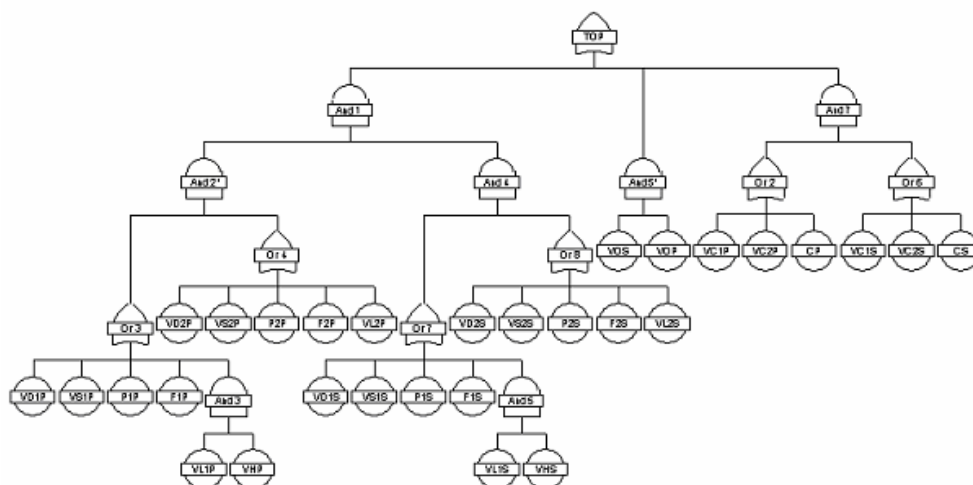 TOP
And1
And7
And2'
And4
And5'
Or2
Or6
VOS
VOP
VC1P
VC2P
CP
VC1S
VC2S
CS
Or4
Or8
VD2P
VS2P
P2P
F2P
VL2P
VD2S
VS2S
P2S
F2S
VL2S
Or3
Or7
VD1P
VS1P
P1P
F1P
And3
VD1S
VS1S
P1S
F1S
And6
VL1P
VHP
VL1S
VHS